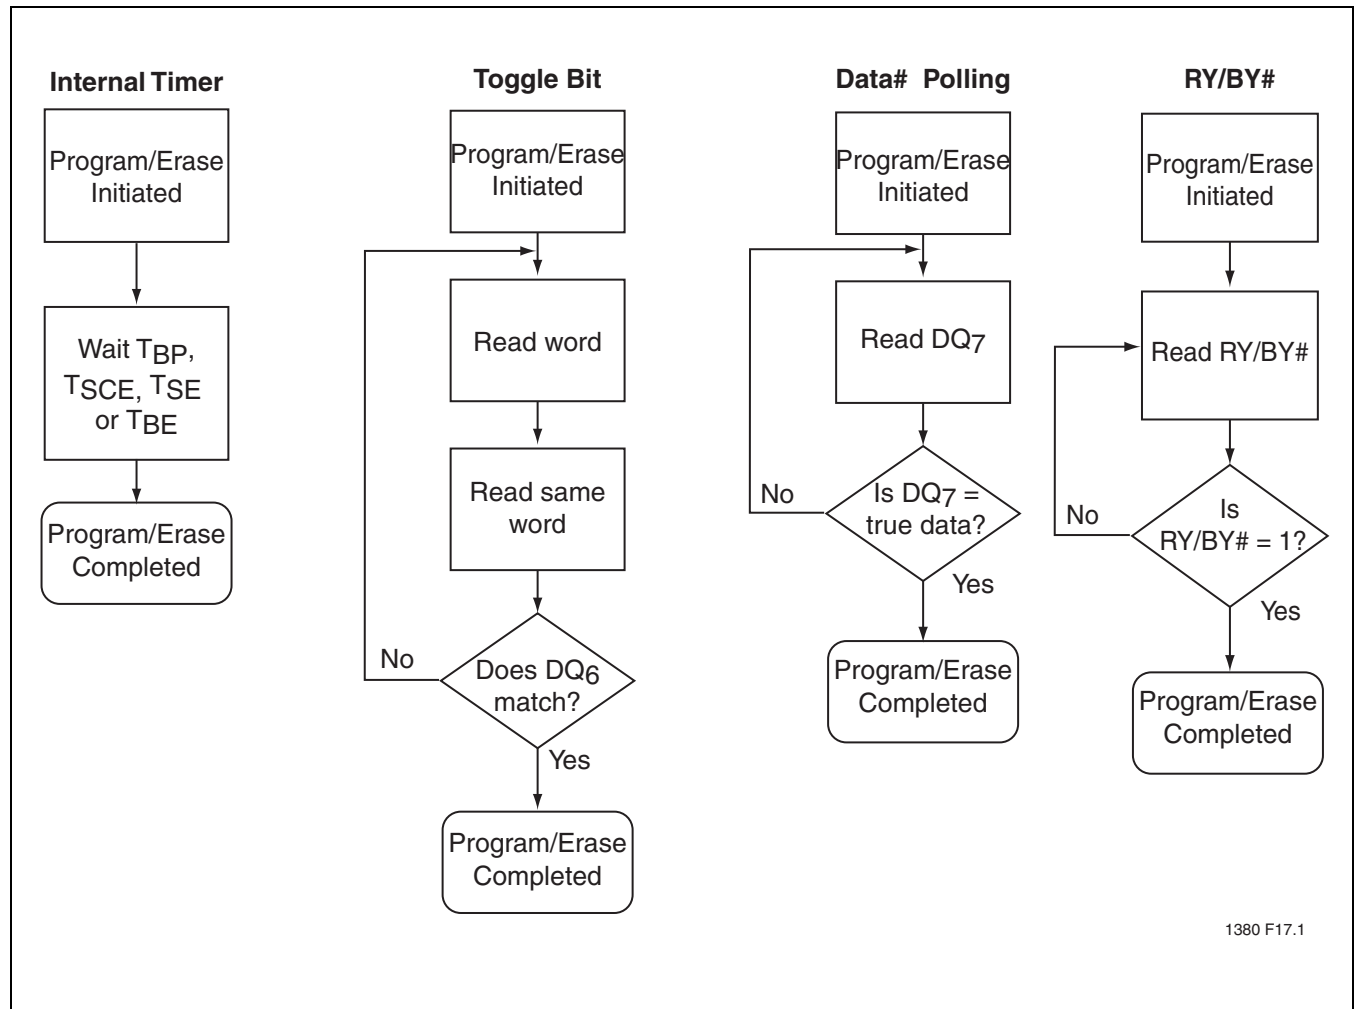 Internal Timer
Program/Erase
Initiated
Wait TBP,
TSCE, TSE
or TBE
Program/Erase
Completed
Toggle Bit
Program/Erase
Initiated
Read word
Read same
word
Does DQ6
match?
No
Yes
Program/Erase
Completed
Data# Polling
Program/Erase
Initiated
Read DQ7
Is DQ7 =
true data?
No
Yes
Program/Erase
Completed
RY/BY#
Program/Erase
Initiated
Read RY/BY#
Is
RY/BY# = 1?
No
Yes
Program/Erase
Completed
1380 F17.1